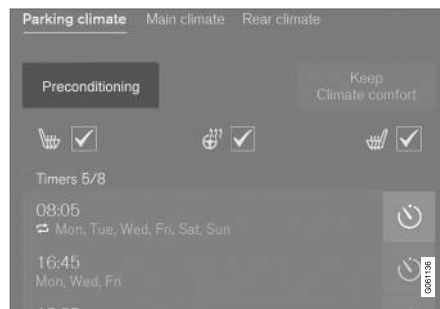 Parking climate Main climate Rear climate
Preconditioning
Keep
Climate comfort
Timers 5/8
08:05
Mon, Tue, Wed, Fri, Sat, Sun
16:45
Mon, Wed, Fri
G061136